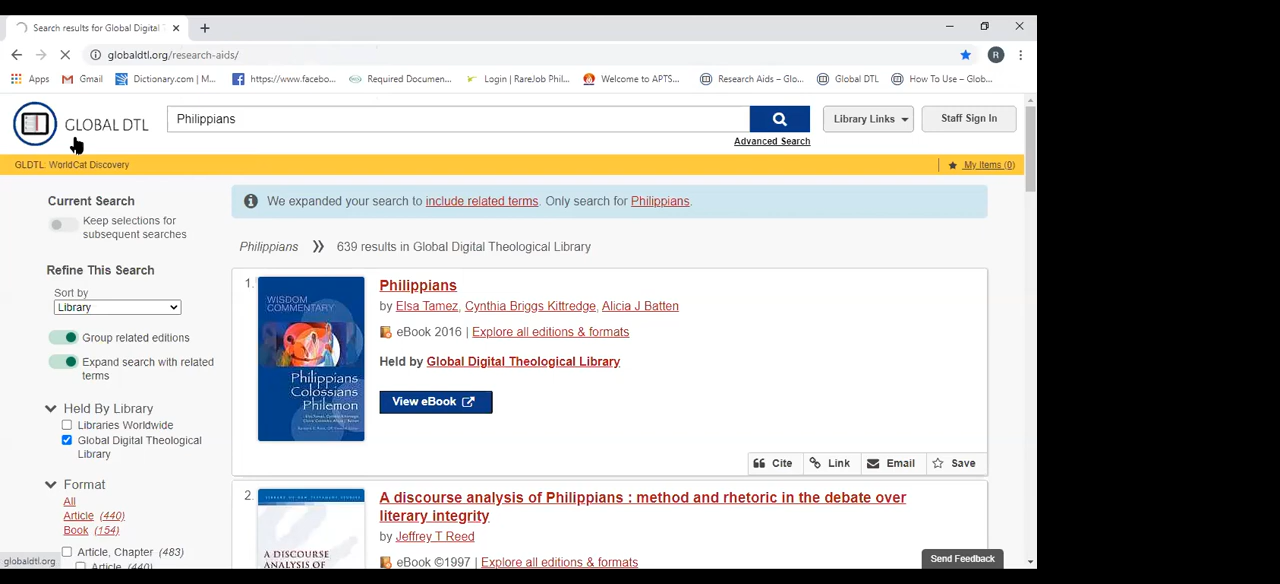 Search results for Global Digital
globaldtl.org/research-aids/
R
Apps
Gmail
Dictionary.com | M...
https://www.facebo...
Required Documen...
Login | RareJob Phil...
Welcome to APTS...
Research Aids – Glo...
Global DTL
How To Use – Glob...
GLOBAL DTL
Philippians
Library Links
Staff Sign In
Advanced Search
GLDTL: WorldCat Discovery
My Items (0)
Current Search
Keep selections for
subsequent searches
We expanded your search to include related terms. Only search for Philippians.
Philippians » 639 results in Global Digital Theological Library
Refine This Search
Sort by
Library
Group related editions
Expand search with related
terms
Held By Library
Libraries Worldwide
Global Digital Theological
Library
Format
All
Article (440)
Book (154)
Article, Chapter (483)
Article (440)
globaldtl.org
1.
WISDOM
COMMENTARY
Philippians
Colossians
Philemon
Philippians
by Elsa Tamez, Cynthia Briggs Kittredge, Alicia J Batten
eBook 2016 | Explore all editions & formats
Held by Global Digital Theological Library
View eBook
Cite
Link
Email
Save
2.
A DISCOURSE
ANALYSIS OF
A discourse analysis of Philippians : method and rhetoric in the debate over
literary integrity
by Jeffrey T Reed
eBook ©1997 | Explore all editions & formats
Send Feedback